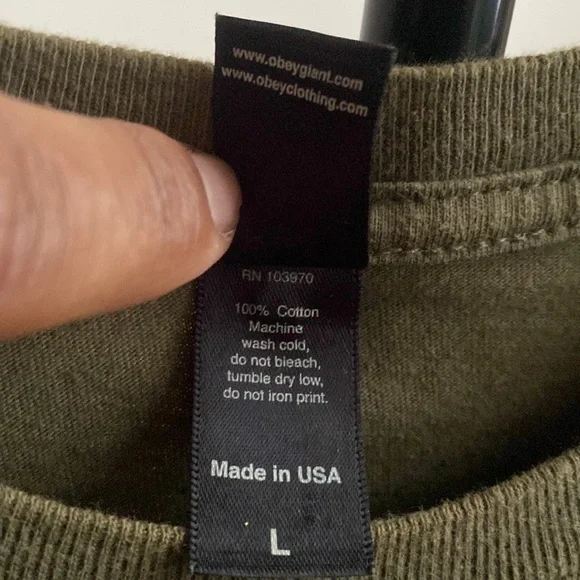 www.obeygiant.com
www.obeyclothing.com
RN 103970
100% Cotton
Machine
wash cold,
do not bleach,
tumble dry low,
do not iron print.
Made in USA
L